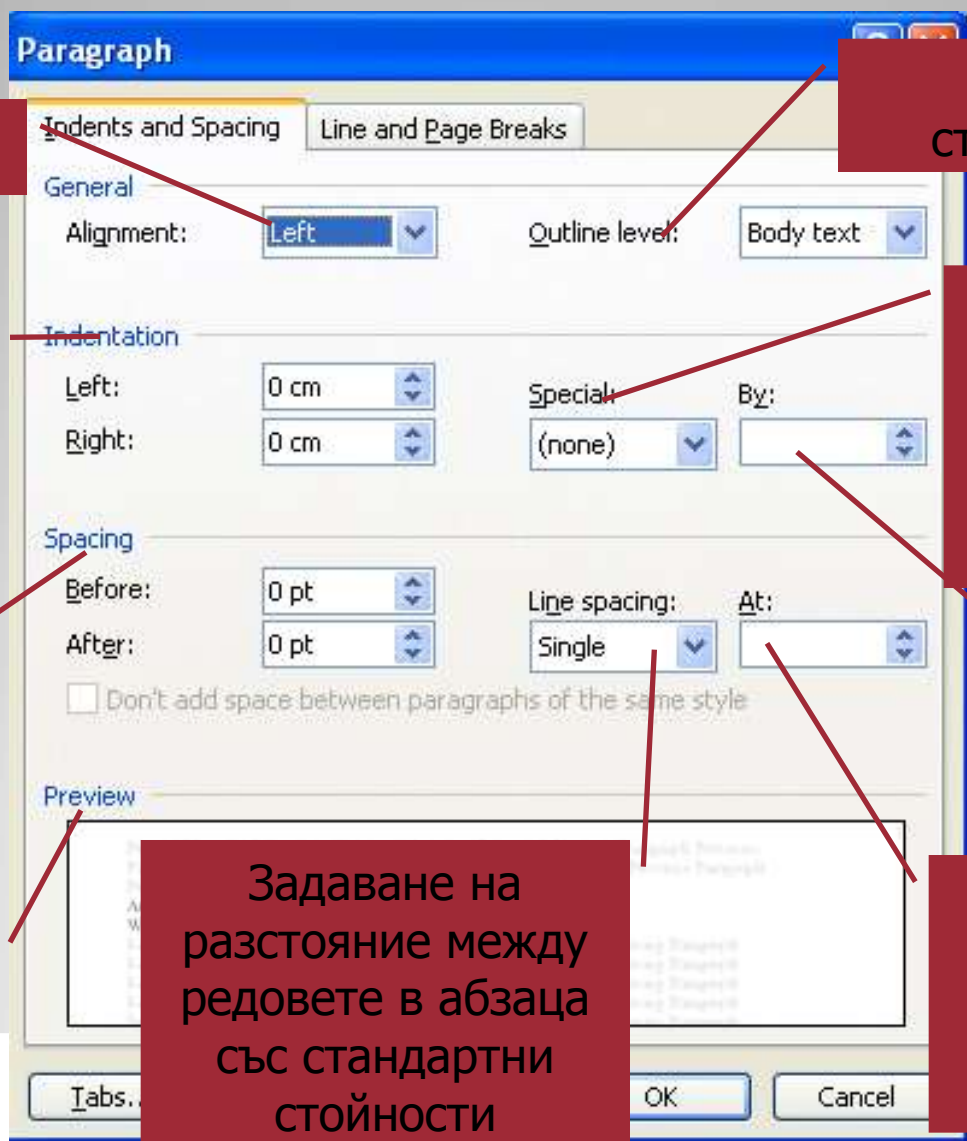 Paragraph
Indents and Spacing
Line and Page Breaks
ст
General
Alignment:
Left
Outline level:
Body text
Indentation
Left:
0 cm
Special:
By:
Right:
0 cm
(none)
Spacing
Before:
0 pt
Line spacing:
At:
After:
0 pt
Single
Don't add space between paragraphs of the same style
Preview
Задаване на
разстояние между
редовете в абзаца
със стандартни
стойности
Tabs..
OK
Cancel